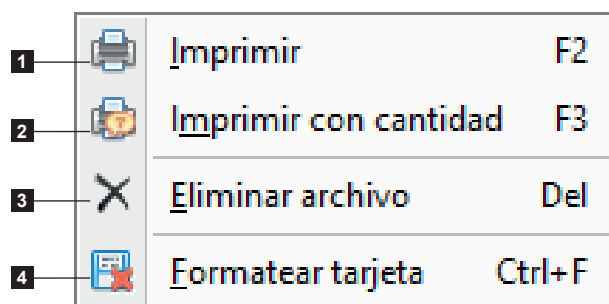 1 Imprimir F2
2 Imprimir con cantidad F3
3 Eliminar archivo Del
4 Formatear tarjeta Ctrl+F